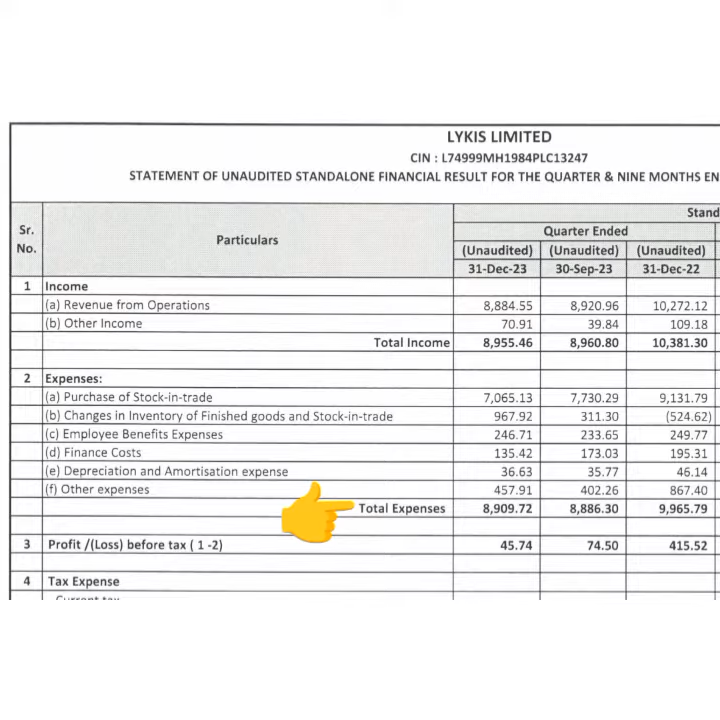 LYKIS LIMITED
CIN : L74999MH1984PLC13247
STATEMENT OF UNAUDITED STANDALONE FINANCIAL RESULT FOR THE QUARTER & NINE MONTHS EN
Stand
Sr. No. Particulars Quarter Ended
(Unaudited) (Unaudited) (Unaudited)
31-Dec-23 30-Sep-23 31-Dec-22
1 Income
(a) Revenue from Operations 8,884.55 8,920.96 10,272.12
(b) Other Income 70.91 39.84 109.18
Total Income 8,955.46 8,960.80 10,381.30
2 Expenses:
(a) Purchase of Stock-in-trade 7,065.13 7,730.29 9,131.79
(b) Changes in Inventory of Finished goods and Stock-in-trade 967.92 311.30 (524.62)
(c) Employee Benefits Expenses 246.71 233.65 249.77
(d) Finance Costs 135.42 173.03 195.31
(e) Depreciation and Amortisation expense 36.63 35.77 46.14
(f) Other expenses 457.91 402.26 867.40
Total Expenses 8,909.72 8,886.30 9,965.79
3 Profit /(Loss) before tax ( 1 -2) 45.74 74.50 415.52
4 Tax Expense
Current tax